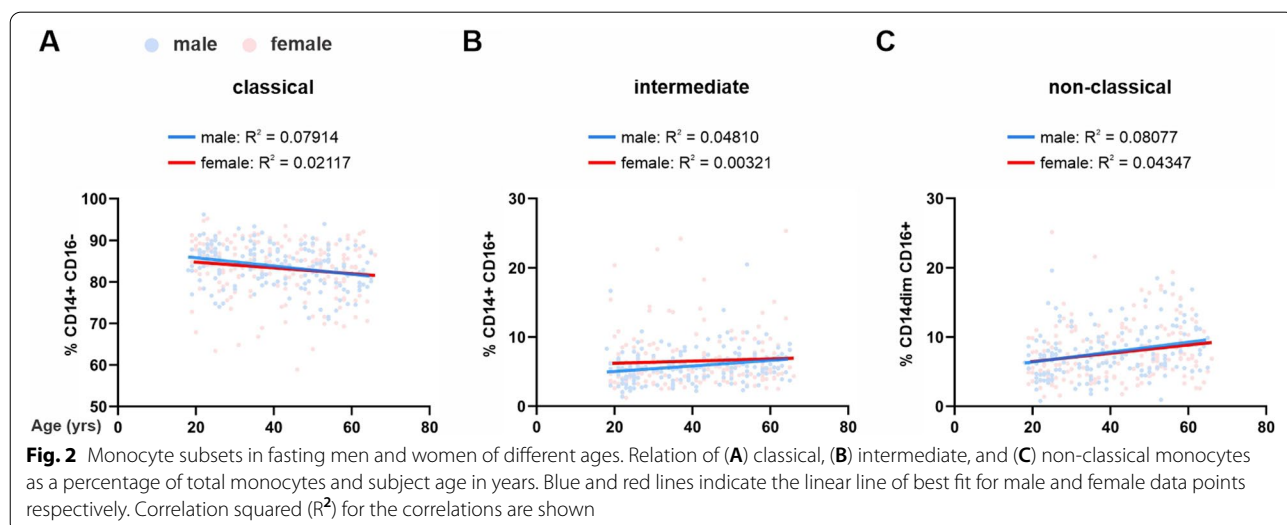 A
male
female
B
C
classical
intermediate
non-classical
male: R² = 0.07914
female: R² = 0.02117
male: R² = 0.04810
female: R² = 0.00321
male: R² = 0.08077
female: R² = 0.04347
% CD14+ CD16-
100
90
80
70
60
50
Age (yrs)
0
20
40
60
80
% CD14+ CD16+
30
20
10
0
0
20
40
60
80
% CD14dim CD16+
30
20
10
0
0
20
40
60
80
Fig. 2 Monocyte subsets in fasting men and women of different ages. Relation of (A) classical, (B) intermediate, and (C) non-classical monocytes
as a percentage of total monocytes and subject age in years. Blue and red lines indicate the linear line of best fit for male and female data points
respectively. Correlation squared (R²) for the correlations are shown